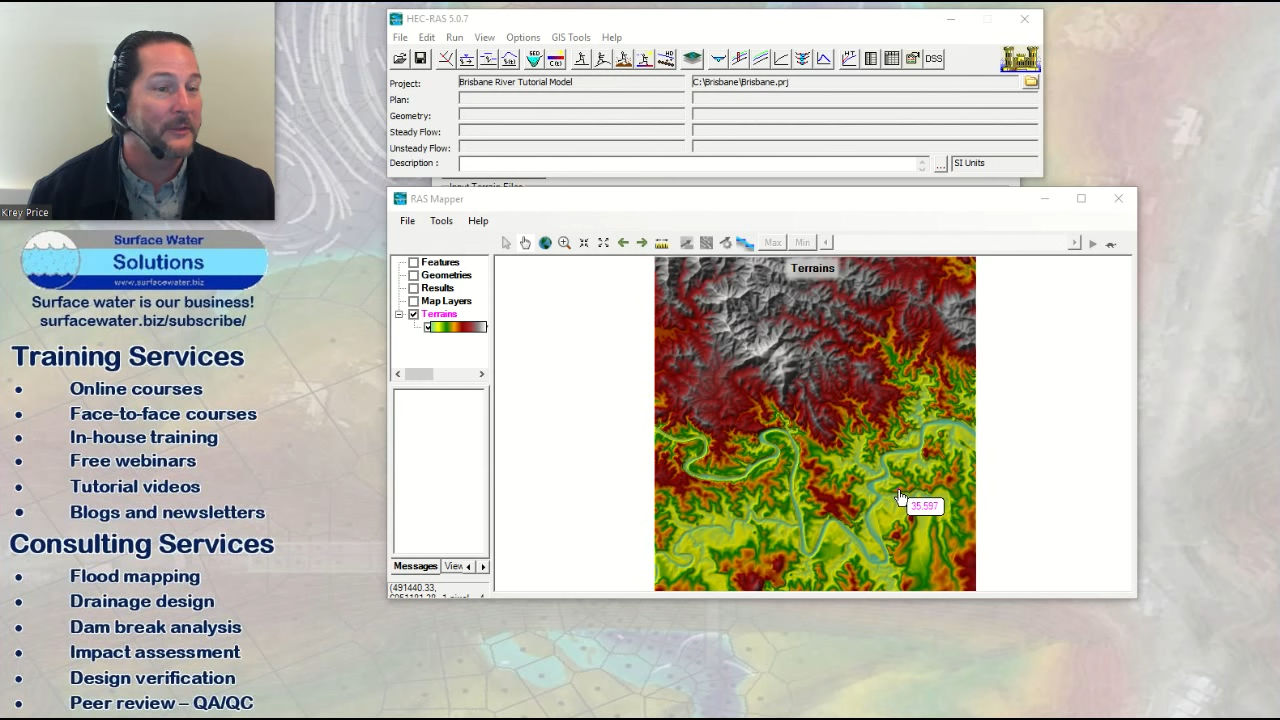 Krey Price
Surface Water
Solutions
www.surfacewater.biz
Surface water is our business!
surfacewater.biz/subscribe/
Training Services
• Online courses
• Face-to-face courses
• In-house training
• Free webinars
• Tutorial videos
• Blogs and newsletters
Consulting Services
• Flood mapping
• Drainage design
• Dam break analysis
• Impact assessment
• Design verification
• Peer review – QA/QC
HEC-RAS 5.0.7
File Edit Run View Options GIS Tools Help
DSS
Project: Brisbane River Tutorial Model C:\Brisbane\Brisbane.prj
Plan:
Geometry:
Steady Flow:
Unsteady Flow:
Description : ... SI Units
Input Terrain Files
RAS Mapper
File Tools Help
Max Min
Features
Geometries
Results
Map Layers
Terrains
Terrains
35.597
Messages View
(491440.33,